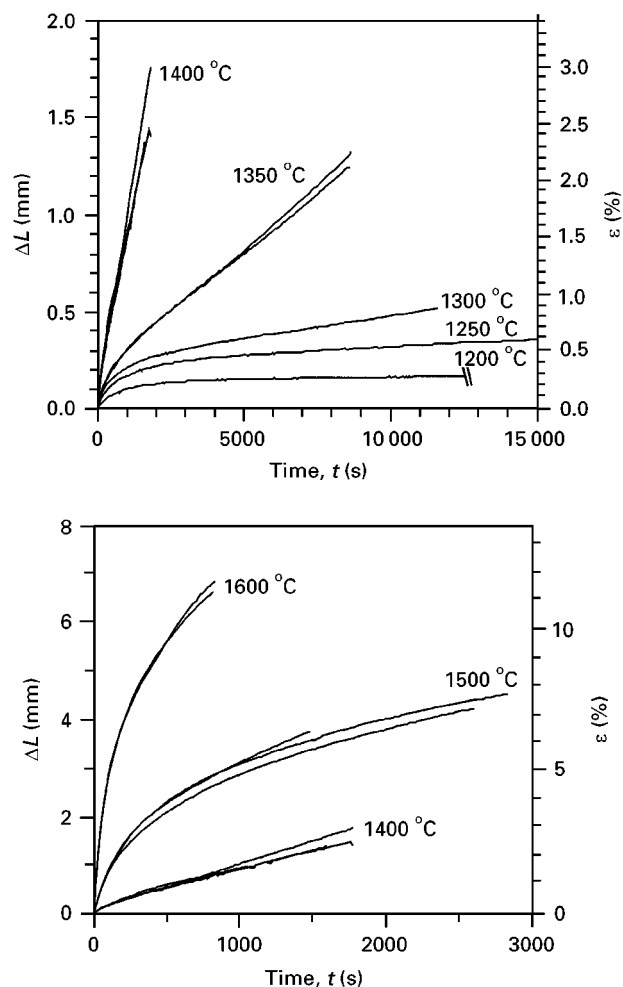 2.0
1400 °C
3.0
1.5
2.5
1350 °C
2.0
ΔL (mm)
1.0
1.5
ε (%)
1300 °C
1.0
0.5
1250 °C
1200 °C
0.5
0.0
0.0
0
5000
10 000
15 000
Time, t (s)
8
1600 °C
6
10
1500 °C
ΔL (mm)
4
ε (%)
5
2
1400 °C
0
0
0
1000
2000
3000
Time, t (s)